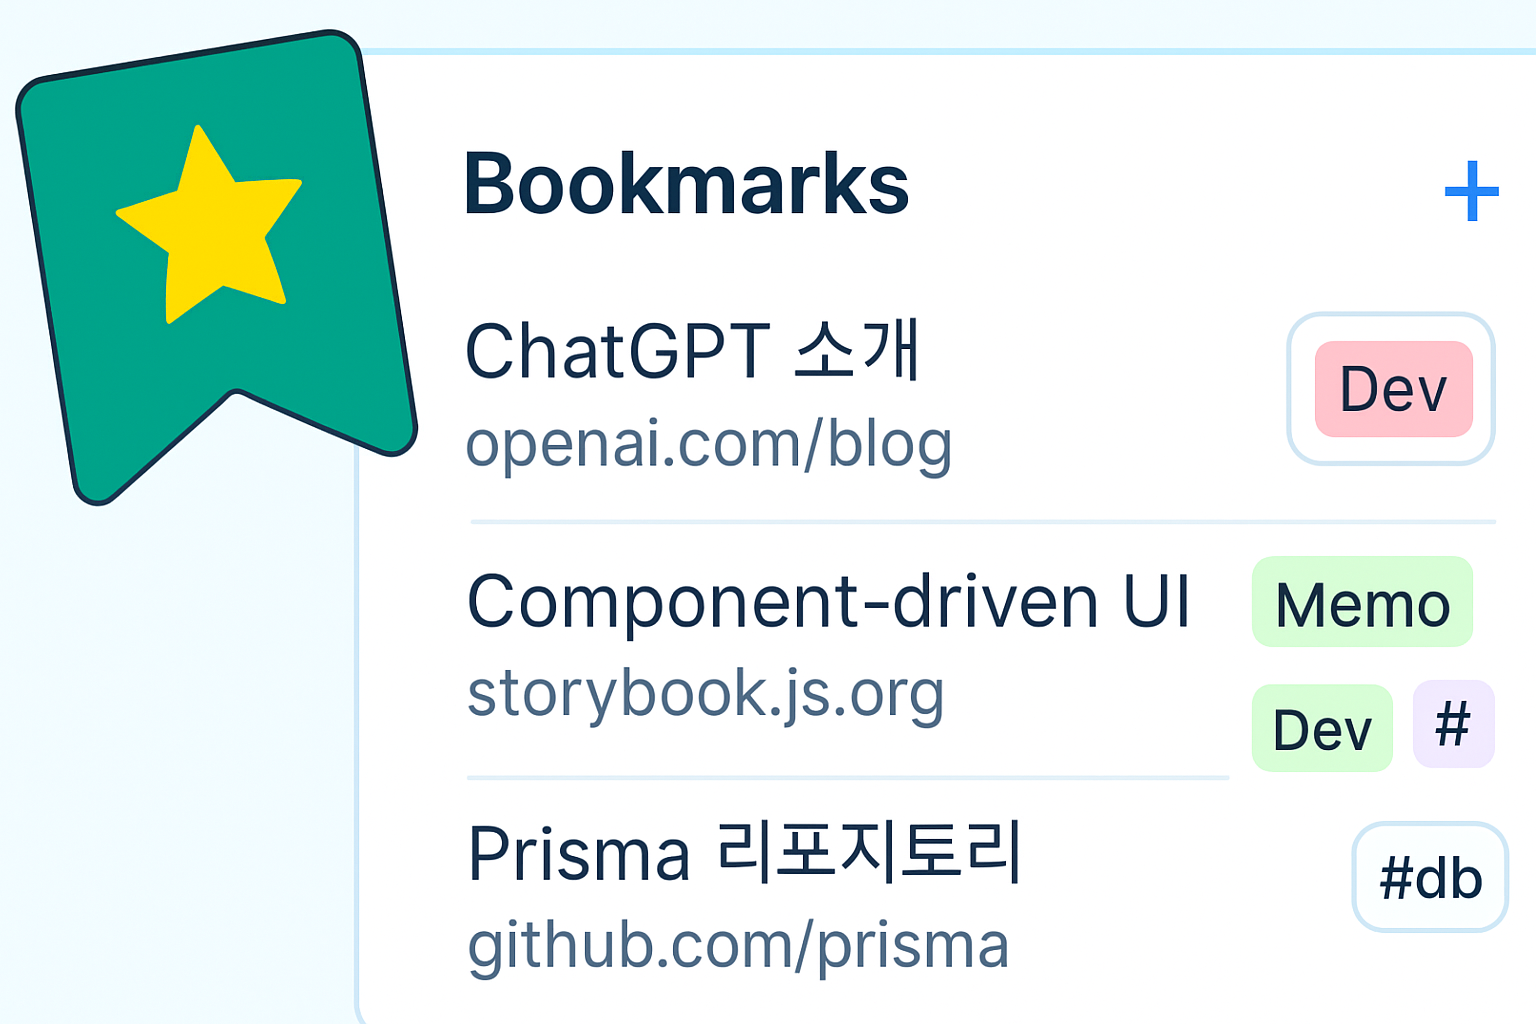 Bookmarks
+
ChatGPT 소개
Dev
openai.com/blog
Component-driven UI
Memo
storybook.js.org
Dev
#
Prisma 리포지토리
#db
github.com/prisma